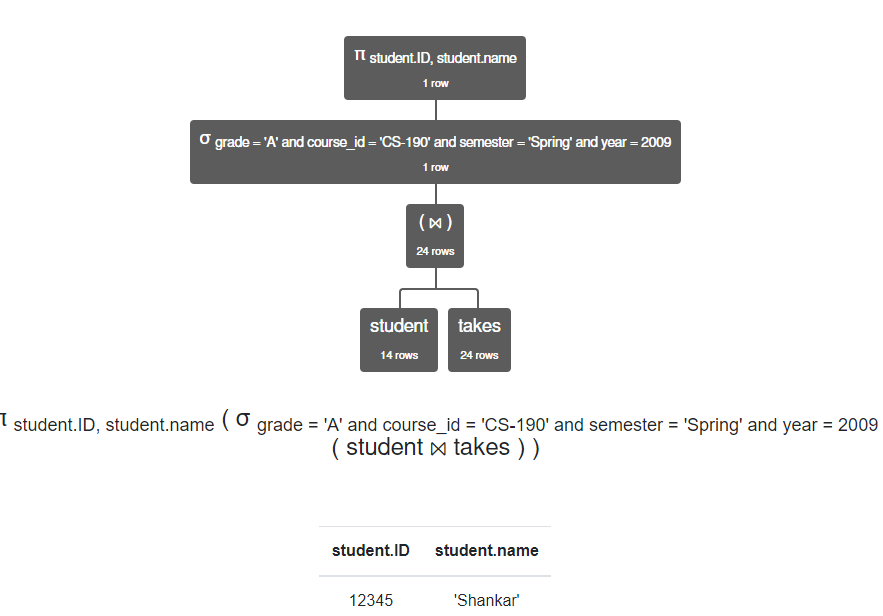 π student.ID, student.name
1 row
σ grade = 'A' and course_id = 'CS-190' and semester = 'Spring' and year = 2009
1 row
( ⋈ )
24 rows
student takes
14 rows 24 rows
π student.ID, student.name ( σ grade = 'A' and course_id = 'CS-190' and semester = 'Spring' and year = 2009
( student ⋈ takes ) )
student.ID student.name
12345 'Shankar'